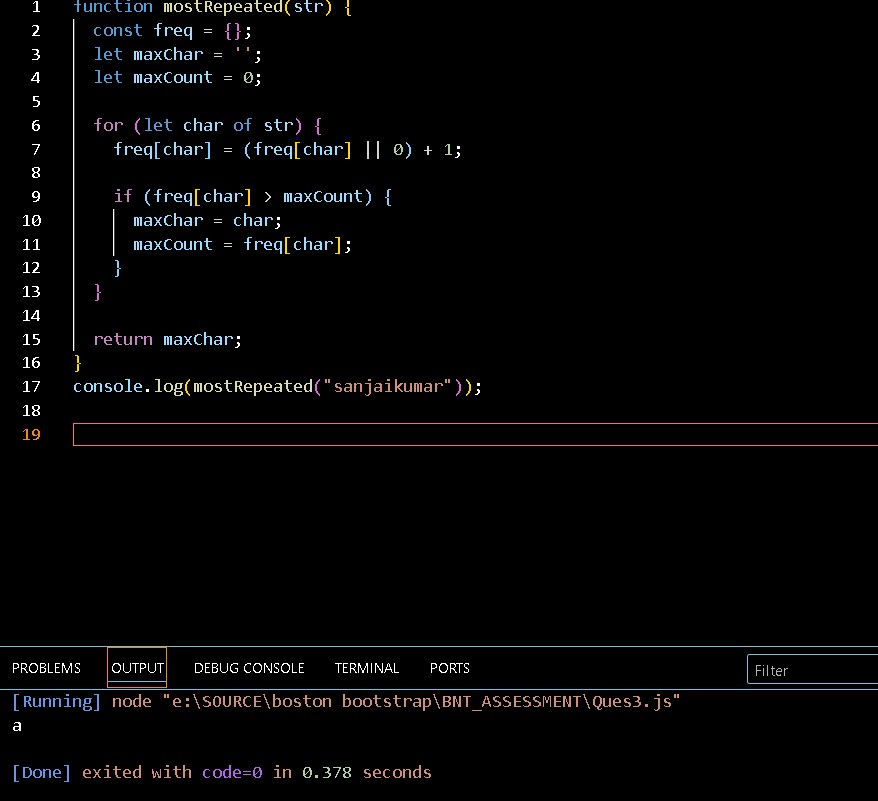 1 function mostRepeated(str) {
2 const freq = {};
3 let maxChar = '';
4 let maxCount = 0;
5
6 for (let char of str) {
7 freq[char] = (freq[char] || 0) + 1;
8
9 if (freq[char] > maxCount) {
10 maxChar = char;
11 maxCount = freq[char];
12 }
13 }
14
15 return maxChar;
16 }
17 console.log(mostRepeated("sanjaikumar"));
18
19
PROBLEMS OUTPUT DEBUG CONSOLE TERMINAL PORTS Filter
[Running] node "e:\SOURCE\boston bootstrap\BNT_ASSESSMENT\Ques3.js"
a
[Done] exited with code=0 in 0.378 seconds